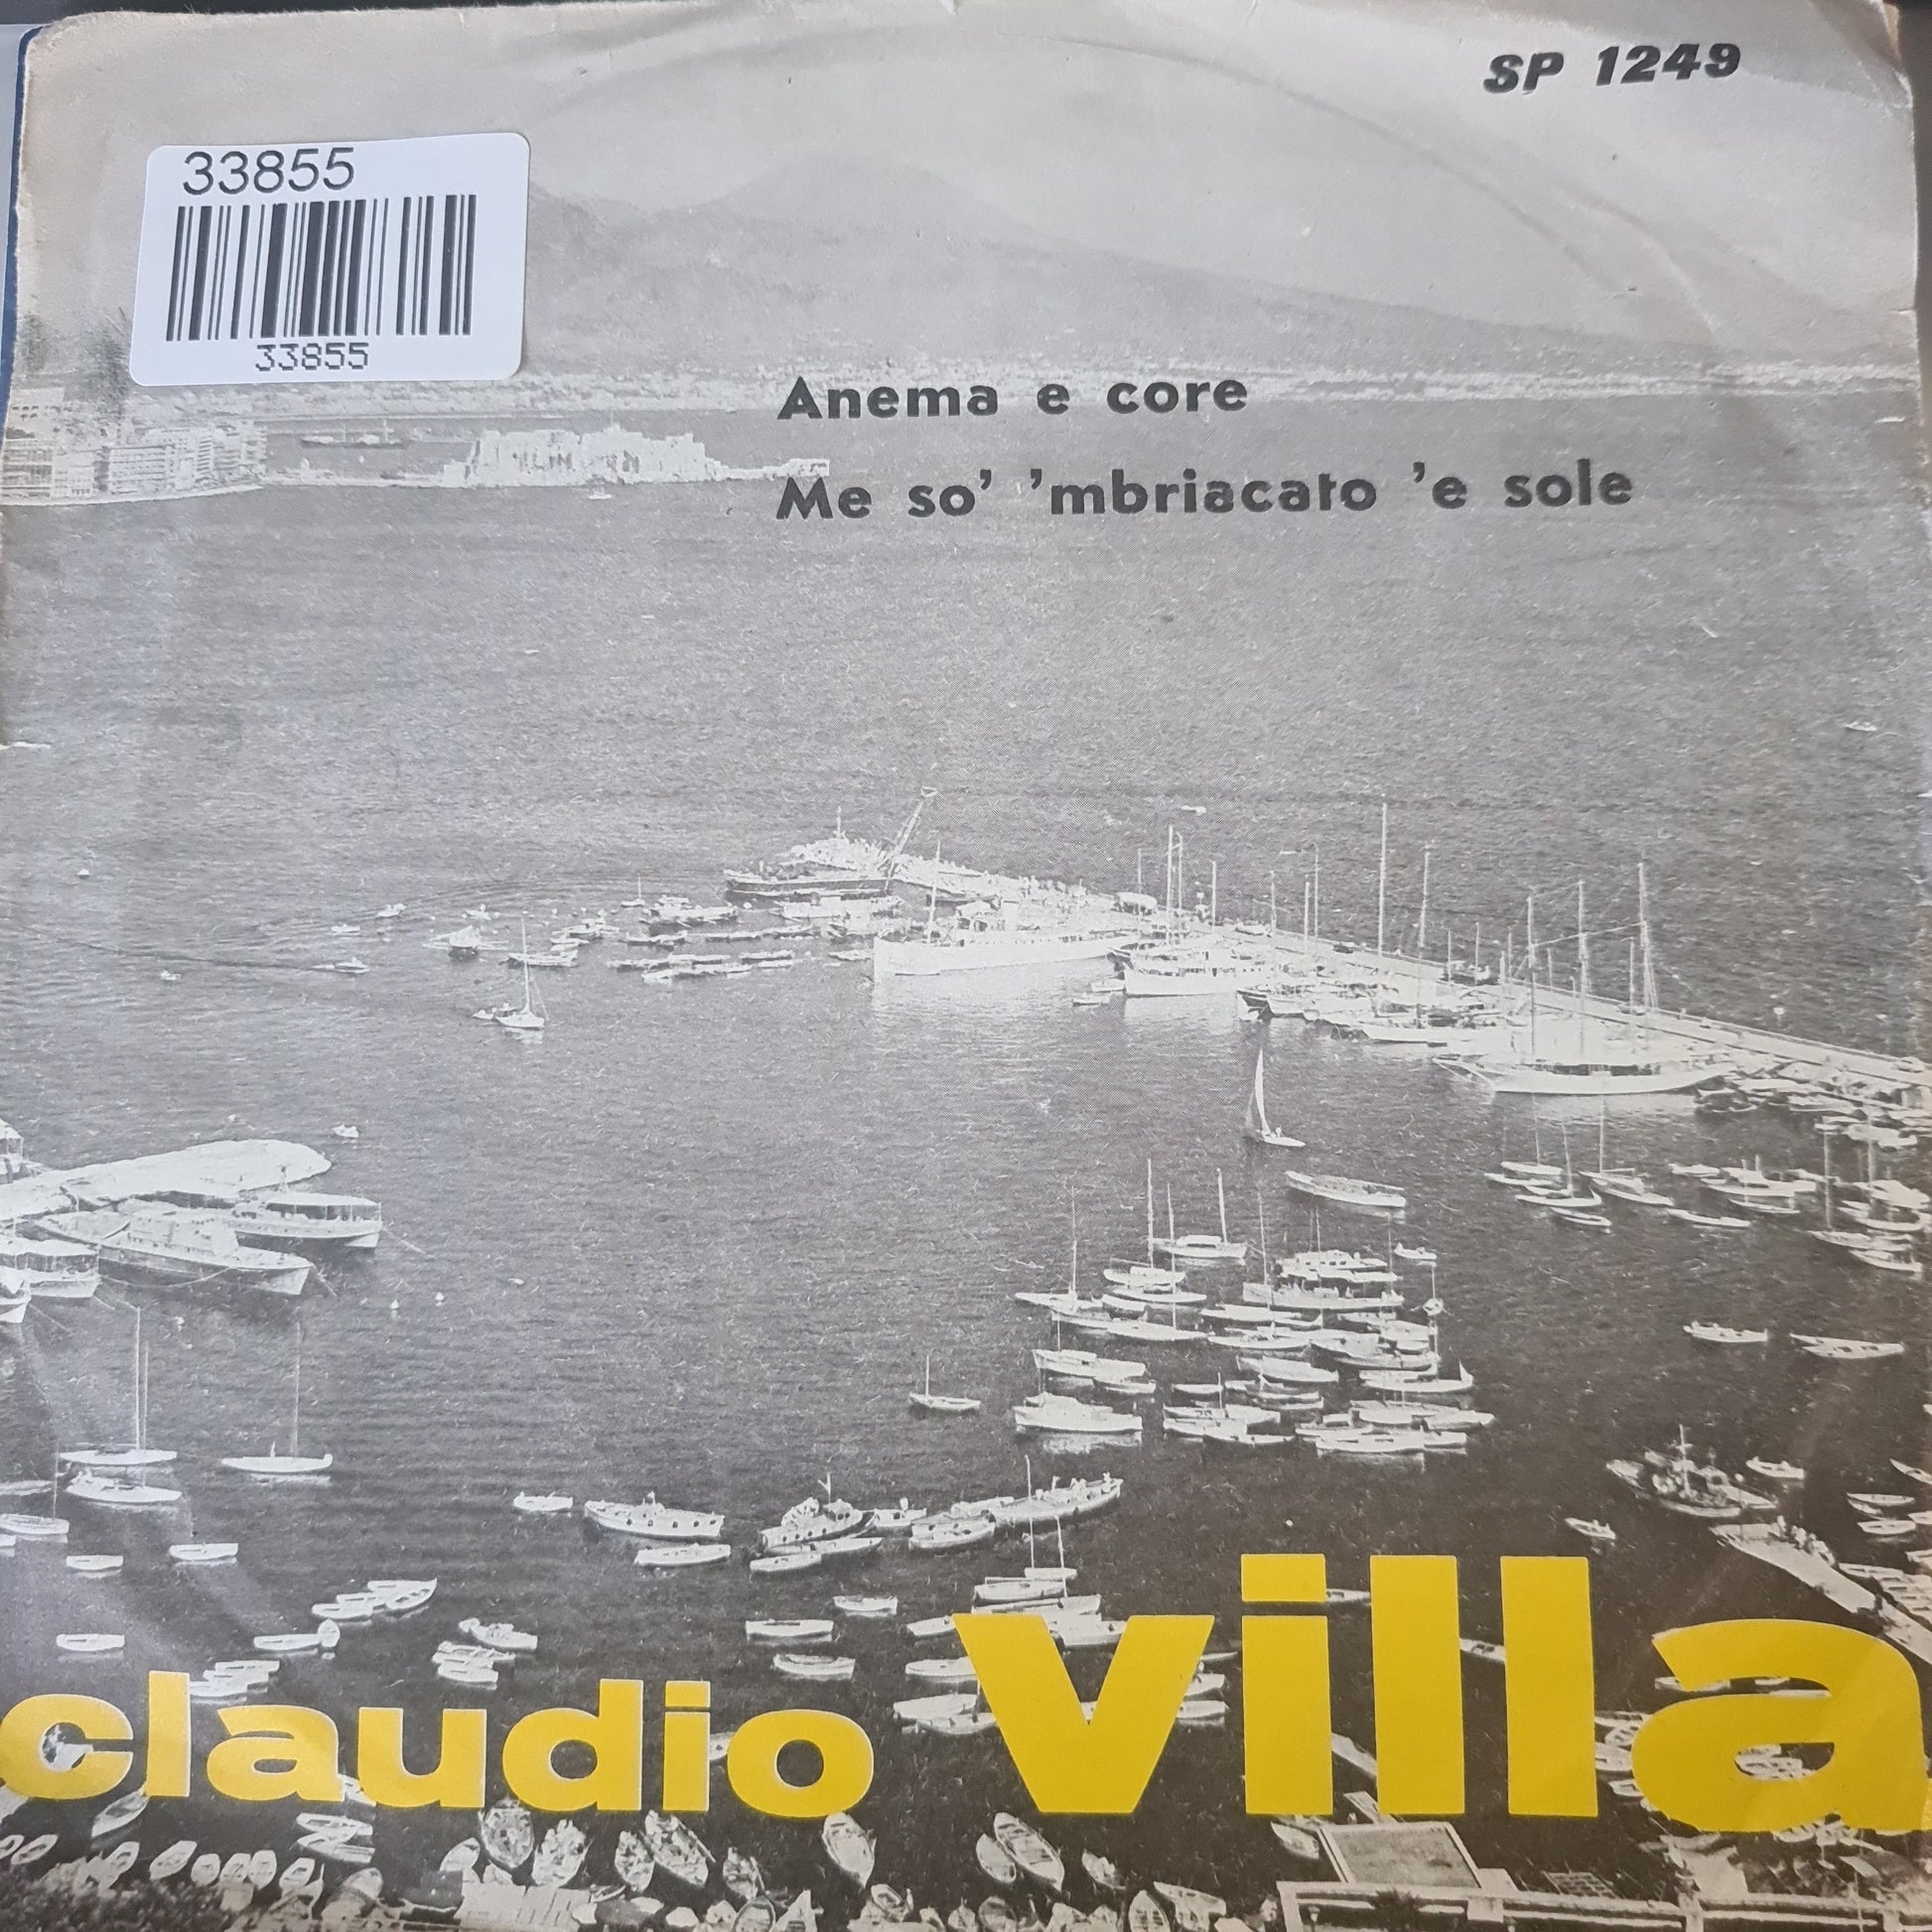 SP 1249
33855
33855
Anema e core
Me so' 'mbriacato 'e sole
claudio villa